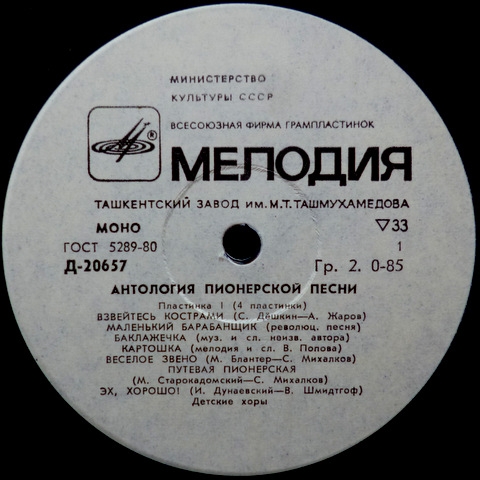 МИНИСТЕРСТВО
КУЛЬТУРЫ СССР
ВСЕСОЮЗНАЯ ФИРМА ГРАМПЛАСТИНОК
® МЕЛОДИЯ
ТАШКЕНТСКИЙ ЗАВОД ИМ. М.Т. ТАШМУХАМЕДОВА
МОНО ▽33
ГОСТ 5289-80 1
Д-20657 Гр. 2. 0-85
АНТОЛОГИЯ ПИОНЕРСКОЙ ПЕСНИ
Пластинка I (4 пластинки)
ВЗВЕЙТЕСЬ КОСТРАМИ (С. Дёшкин—А. Жаров)
МАЛЕНЬКИЙ БАРАБАНЩИК (революц. песня)
БАКЛАЖЕЧКА (муз. и сл. неизв. автора)
КАРТОШКА (мелодия и сл. В. Попова)
ВЕСЕЛОЕ ЗВЕНО (М. Блантер—С. Михалков)
ПУТЕВАЯ ПИОНЕРСКАЯ
(М. Старокадомский—С. Михалков)
ЭХ, ХОРОШО! (И. Дунаевский—В. Шмидтгоф)
Детские хоры